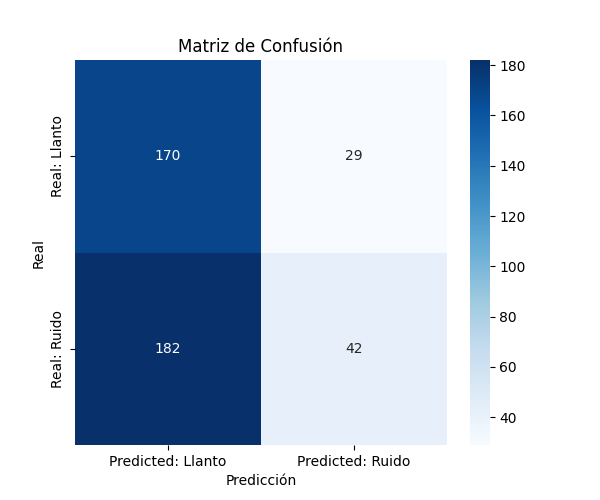 Matriz de Confusión
Real
Real: Llanto
170
29
Real: Ruido
182
42
Predicted: Llanto
Predicted: Ruido
Predicción
180
160
140
120
100
80
60
40